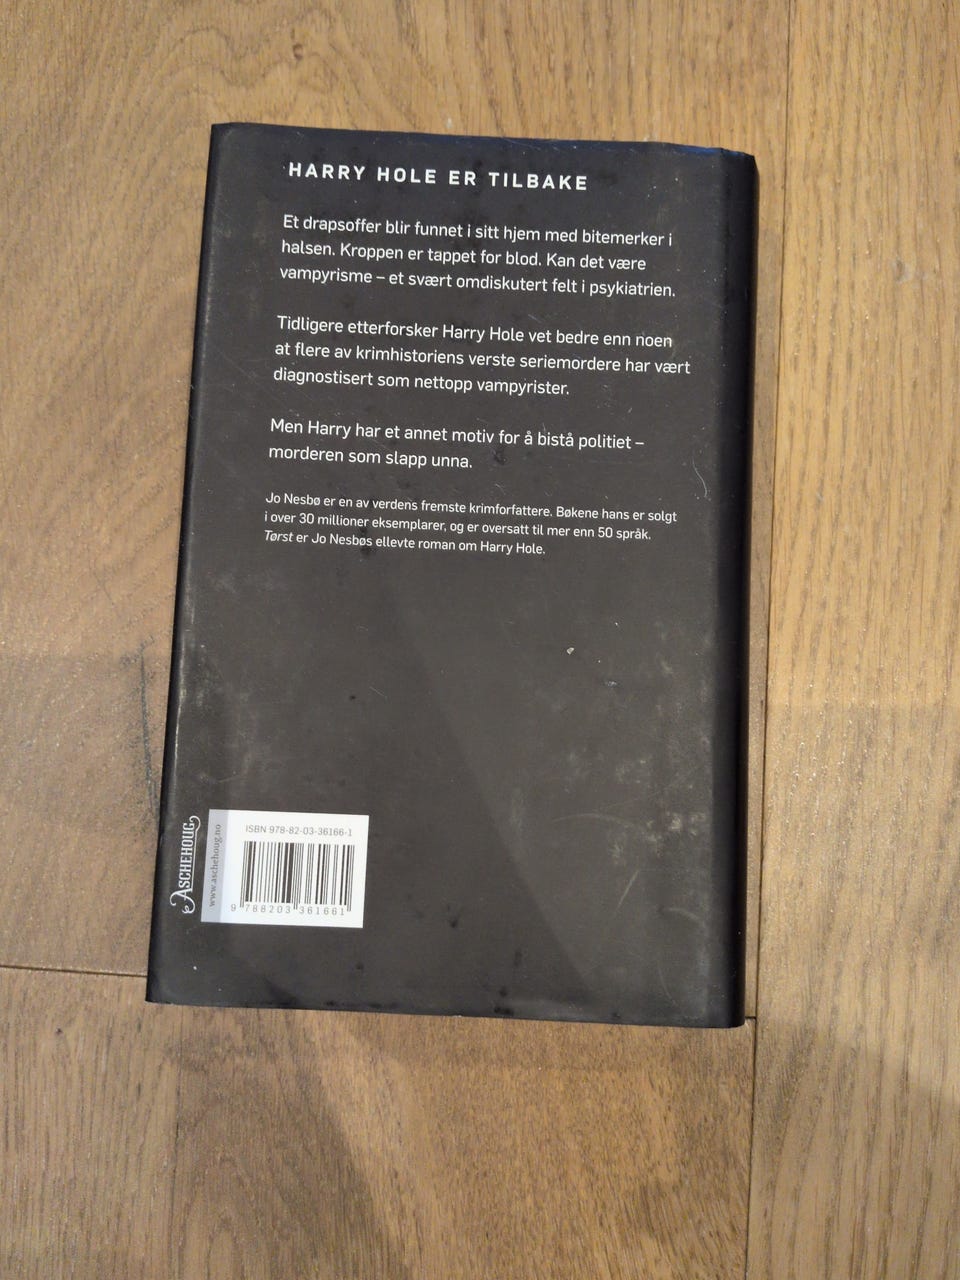 HARRY HOLE ER TILBAKE
Et drapsoffer blir funnet i sitt hjem med bitemerker i
halsen. Kroppen er tappet for blod. Kan det være
vampyrisme – et svært omdiskutert felt i psykiatrien.
Tidligere etterforsker Harry Hole vet bedre enn noen
at flere av krimhistoriens verste seriemordere har vært
diagnostisert som nettopp vampyrister.
Men Harry har et annet motiv for å bistå politiet –
morderen som slapp unna.
Jo Nesbø er en av verdens fremste krimforfattere. Bøkene hans er solgt
i over 30 millioner eksemplarer, og er oversatt til mer enn 50 språk.
Tørst er Jo Nesbøs ellevte roman om Harry Hole.
ASCHEHOUG
www.aschehoug.no
ISBN 978-82-03-36166-1
9 788203 361661